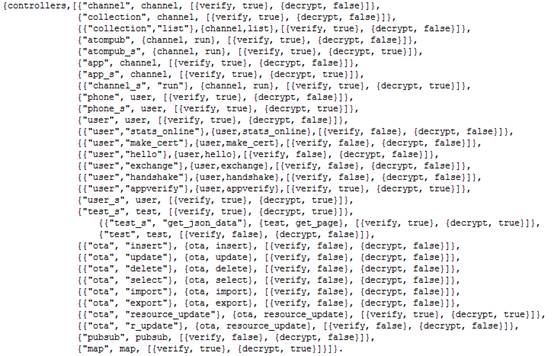 {controllers,[{"channel", channel, [{verify, true}, {decrypt, false}]},
{"collection", channel, [{verify, true}, {decrypt, false}]},
{{"collection","list"},{channel,list},[{verify, true}, {decrypt, false}]},
{"atompub", {channel, run}, [{verify, true}, {decrypt, false}]},
{"atompub_s", {channel, run}, [{verify, true}, {decrypt, true}]},
{"app", channel, [{verify, true}, {decrypt, false}]},
{"app_s", channel, [{verify, true}, {decrypt, true}]},
{{"channel_s", "run"}, {channel, run}, [{verify, true}, {decrypt, true}]},
{"phone", user, [{verify, true}, {decrypt, false}]},
{"phone_s", user, [{verify, true}, {decrypt, true}]},
{"user", user, [{verify, true}, {decrypt, false}]},
{{"user","stats_online"},{user,stats_online},[{verify, false}, {decrypt, false}]},
{{"user","make_cert"},{user,make_cert},[{verify, false}, {decrypt, false}]},
{{"user","hello"},{user,hello},[{verify, false}, {decrypt, false}]},
{{"user","exchange"},{user,exchange},[{verify, false}, {decrypt, false}]},
{{"user","handshake"},{user,handshake},[{verify, false}, {decrypt, false}]},
{{"user","appverify"},{user,appverify},[{verify, true}, {decrypt, false}]},
{"user_s", user, [{verify, true}, {decrypt, true}]},
{"test_s", test, [{verify, true}, {decrypt, true}]},
{{"test_s", "get_json_data"}, {test, get_page}, [{verify, true}, {decrypt, true}]},
{"test", test, [{verify, false}, {decrypt, false}]},
{{"ota", "insert"}, {ota, insert}, [{verify, false}, {decrypt, false}]},
{{"ota", "update"}, {ota, update}, [{verify, false}, {decrypt, false}]},
{{"ota", "delete"}, {ota, delete}, [{verify, false}, {decrypt, false}]},
{{"ota", "select"}, {ota, select}, [{verify, false}, {decrypt, false}]},
{{"ota", "import"}, {ota, import}, [{verify, false}, {decrypt, false}]},
{{"ota", "export"}, {ota, export}, [{verify, false}, {decrypt, false}]},
{{"ota", "resource_update"}, {ota, resource_update}, [{verify, true}, {decrypt, true}]},
{{"ota", "r_update"}, {ota, resource_update}, [{verify, false}, {decrypt, false}]},
{"pubsub", pubsub, [{verify, false}, {decrypt, false}]},
{"map", map, [{verify, true}, {decrypt, true}]}]}.